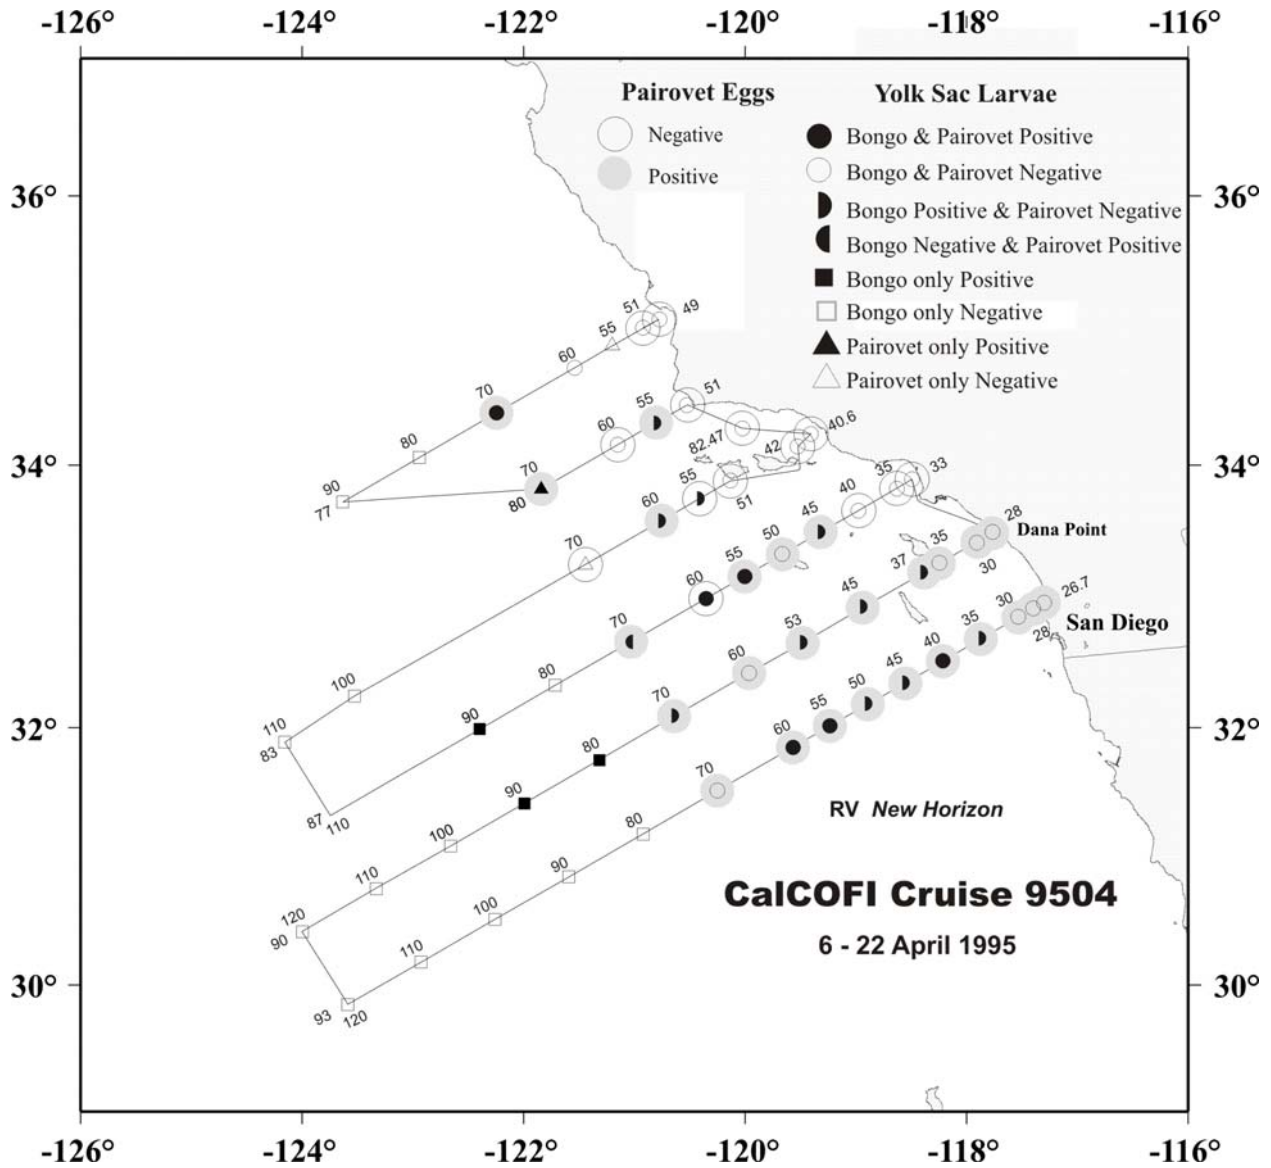 -126° -124° -122° -120° -118° -116°
Pairovet Eggs
Negative
Positive
Yolk Sac Larvae
Bongo & Pairovet Positive
Bongo & Pairovet Negative
Bongo Positive & Pairovet Negative
Bongo Negative & Pairovet Positive
Bongo only Positive
Bongo only Negative
Pairovet only Positive
Pairovet only Negative
36° 36°
90 80 70 60 55 51 49
77
34° 34°
80 70 60 55 51
82.47 42 40.6
110 100 70 60 55 51
83
87 110 90 80 70 60 55 50 45 40 35 33
120 110 100 90 80 70 60 53 45 37 35 30 28
90
Dana Point
93 120 110 100 90 80 70 60 55 50 45 40 35 30 28 26.7
San Diego
32° 32°
RV New Horizon
CalCOFI Cruise 9504
6 - 22 April 1995
30° 30°
-126° -124° -122° -120° -118° -116°